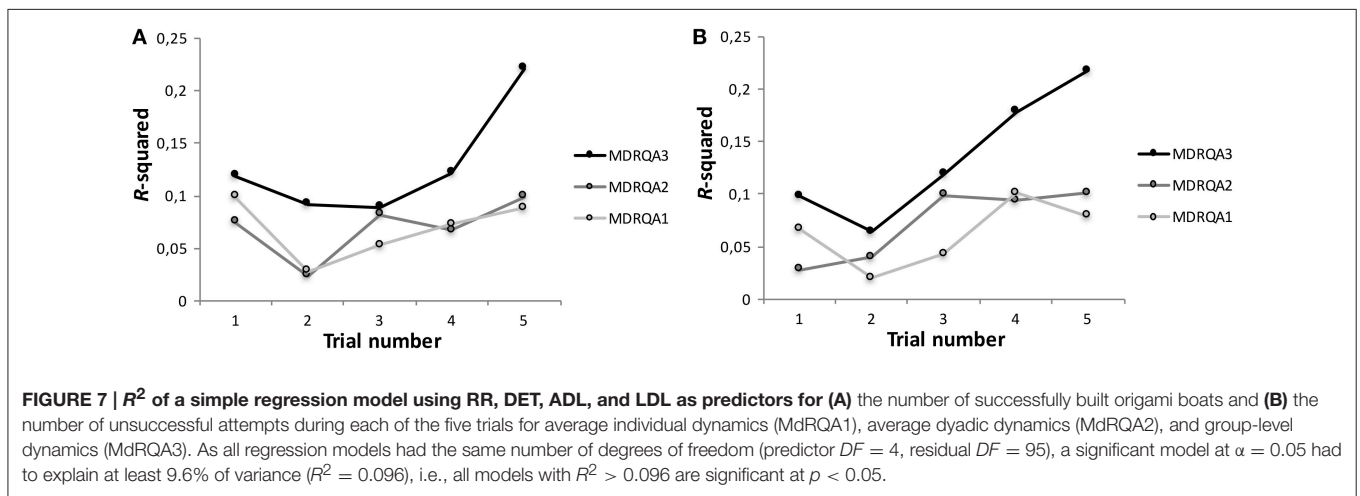 A
0,25
0,2
0,15
0,1
0,05
0
R-squared
1 2 3 4 5
Trial number
MDRQA3
MDRQA2
MDRQA1
B
0,25
0,2
0,15
0,1
0,05
0
R-squared
1 2 3 4 5
Trial number
MDRQA3
MDRQA2
MDRQA1
FIGURE 7 | R² of a simple regression model using RR, DET, ADL, and LDL as predictors for (A) the number of successfully built origami boats and (B) the
number of unsuccessful attempts during each of the five trials for average individual dynamics (MdRQA1), average dyadic dynamics (MdRQA2), and group-level
dynamics (MdRQA3). As all regression models had the same number of degrees of freedom (predictor DF = 4, residual DF = 95), a significant model at α = 0.05 had
to explain at least 9.6% of variance (R² = 0.096), i.e., all models with R² > 0.096 are significant at p < 0.05.